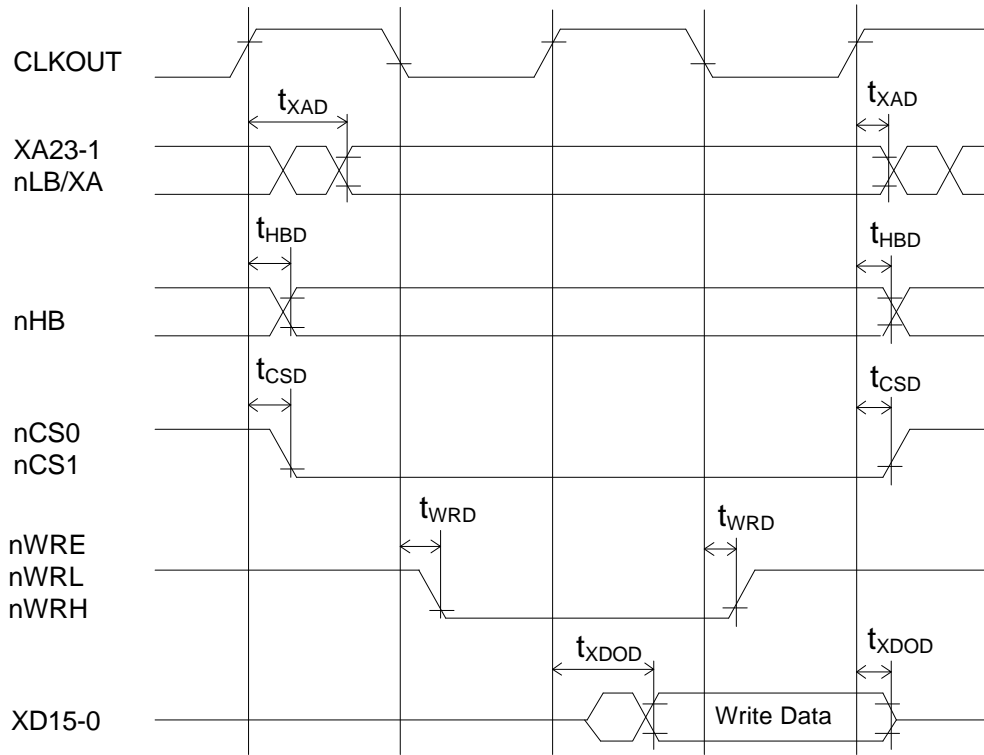 CLKOUT
tXAD
tXAD
XA23-1
nLB/XA
tHBD
tHBD
nHB
tCSD
tCSD
nCS0
nCS1
tWRD
tWRD
nWRE
nWRL
nWRH
tXDOD
tXDOD
XD15-0
Write Data